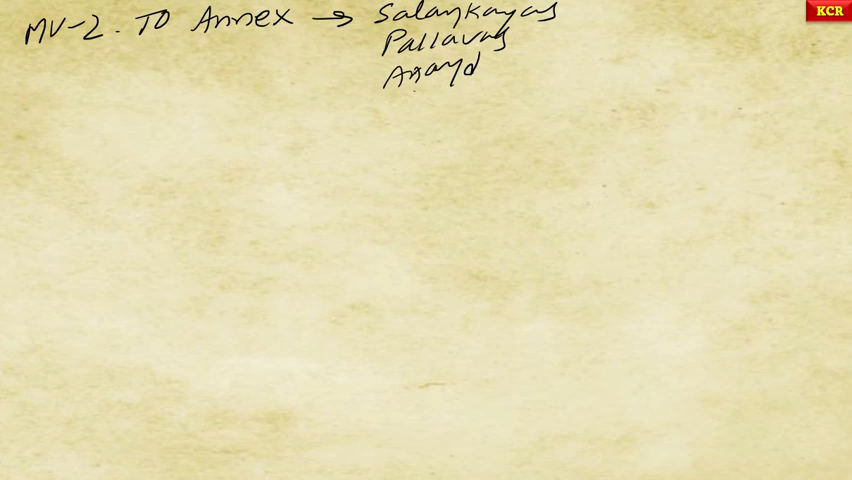 MV-2. TO Annex → Salankayas
Pallavas
Anand
KCR